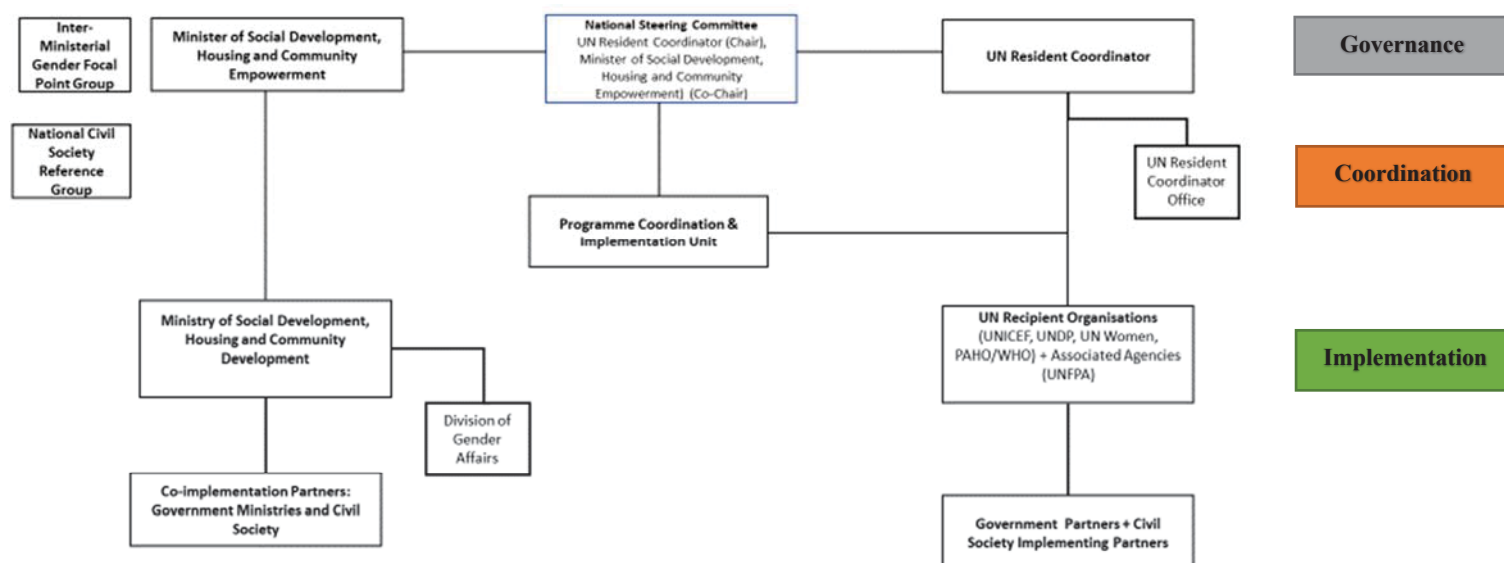 Inter-
Ministerial
Gender Focal
Point Group
Minister of Social Development,
Housing and Community
Empowerment
National Steering Committee
UN Resident Coordinator (Chair),
Minister of Social Development,
Housing and Community
Empowerment) (Co-Chair)
UN Resident Coordinator
Governance
National Civil
Society
Reference
Group
UN Resident
Coordinator
Office
Coordination
Programme Coordination &
Implementation Unit
Ministry of Social Development,
Housing and Community
Development
UN Recipient Organisations
(UNICEF, UNDP, UN Women,
PAHO/WHO) + Associated Agencies
(UNFPA)
Implementation
Division of
Gender
Affairs
Co-implementation Partners:
Government Ministries and Civil
Society
Government Partners + Civil
Society Implementing Partners